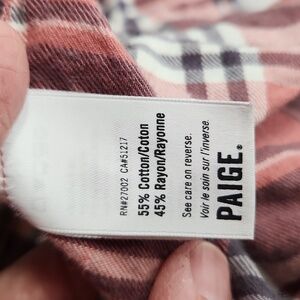 RN#27002 CA#51217
55% Cotton/Coton
45% Rayon/Rayonne
See care on reverse.
Voir le soin sur l'inverse.
PAIGE®